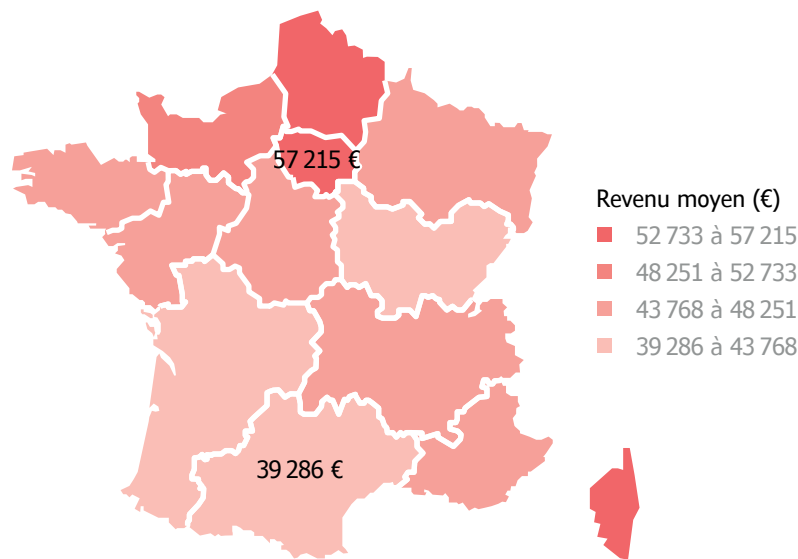 57 215 €
Revenu moyen (€)
52 733 à 57 215
48 251 à 52 733
43 768 à 48 251
39 286 à 43 768
39 286 €